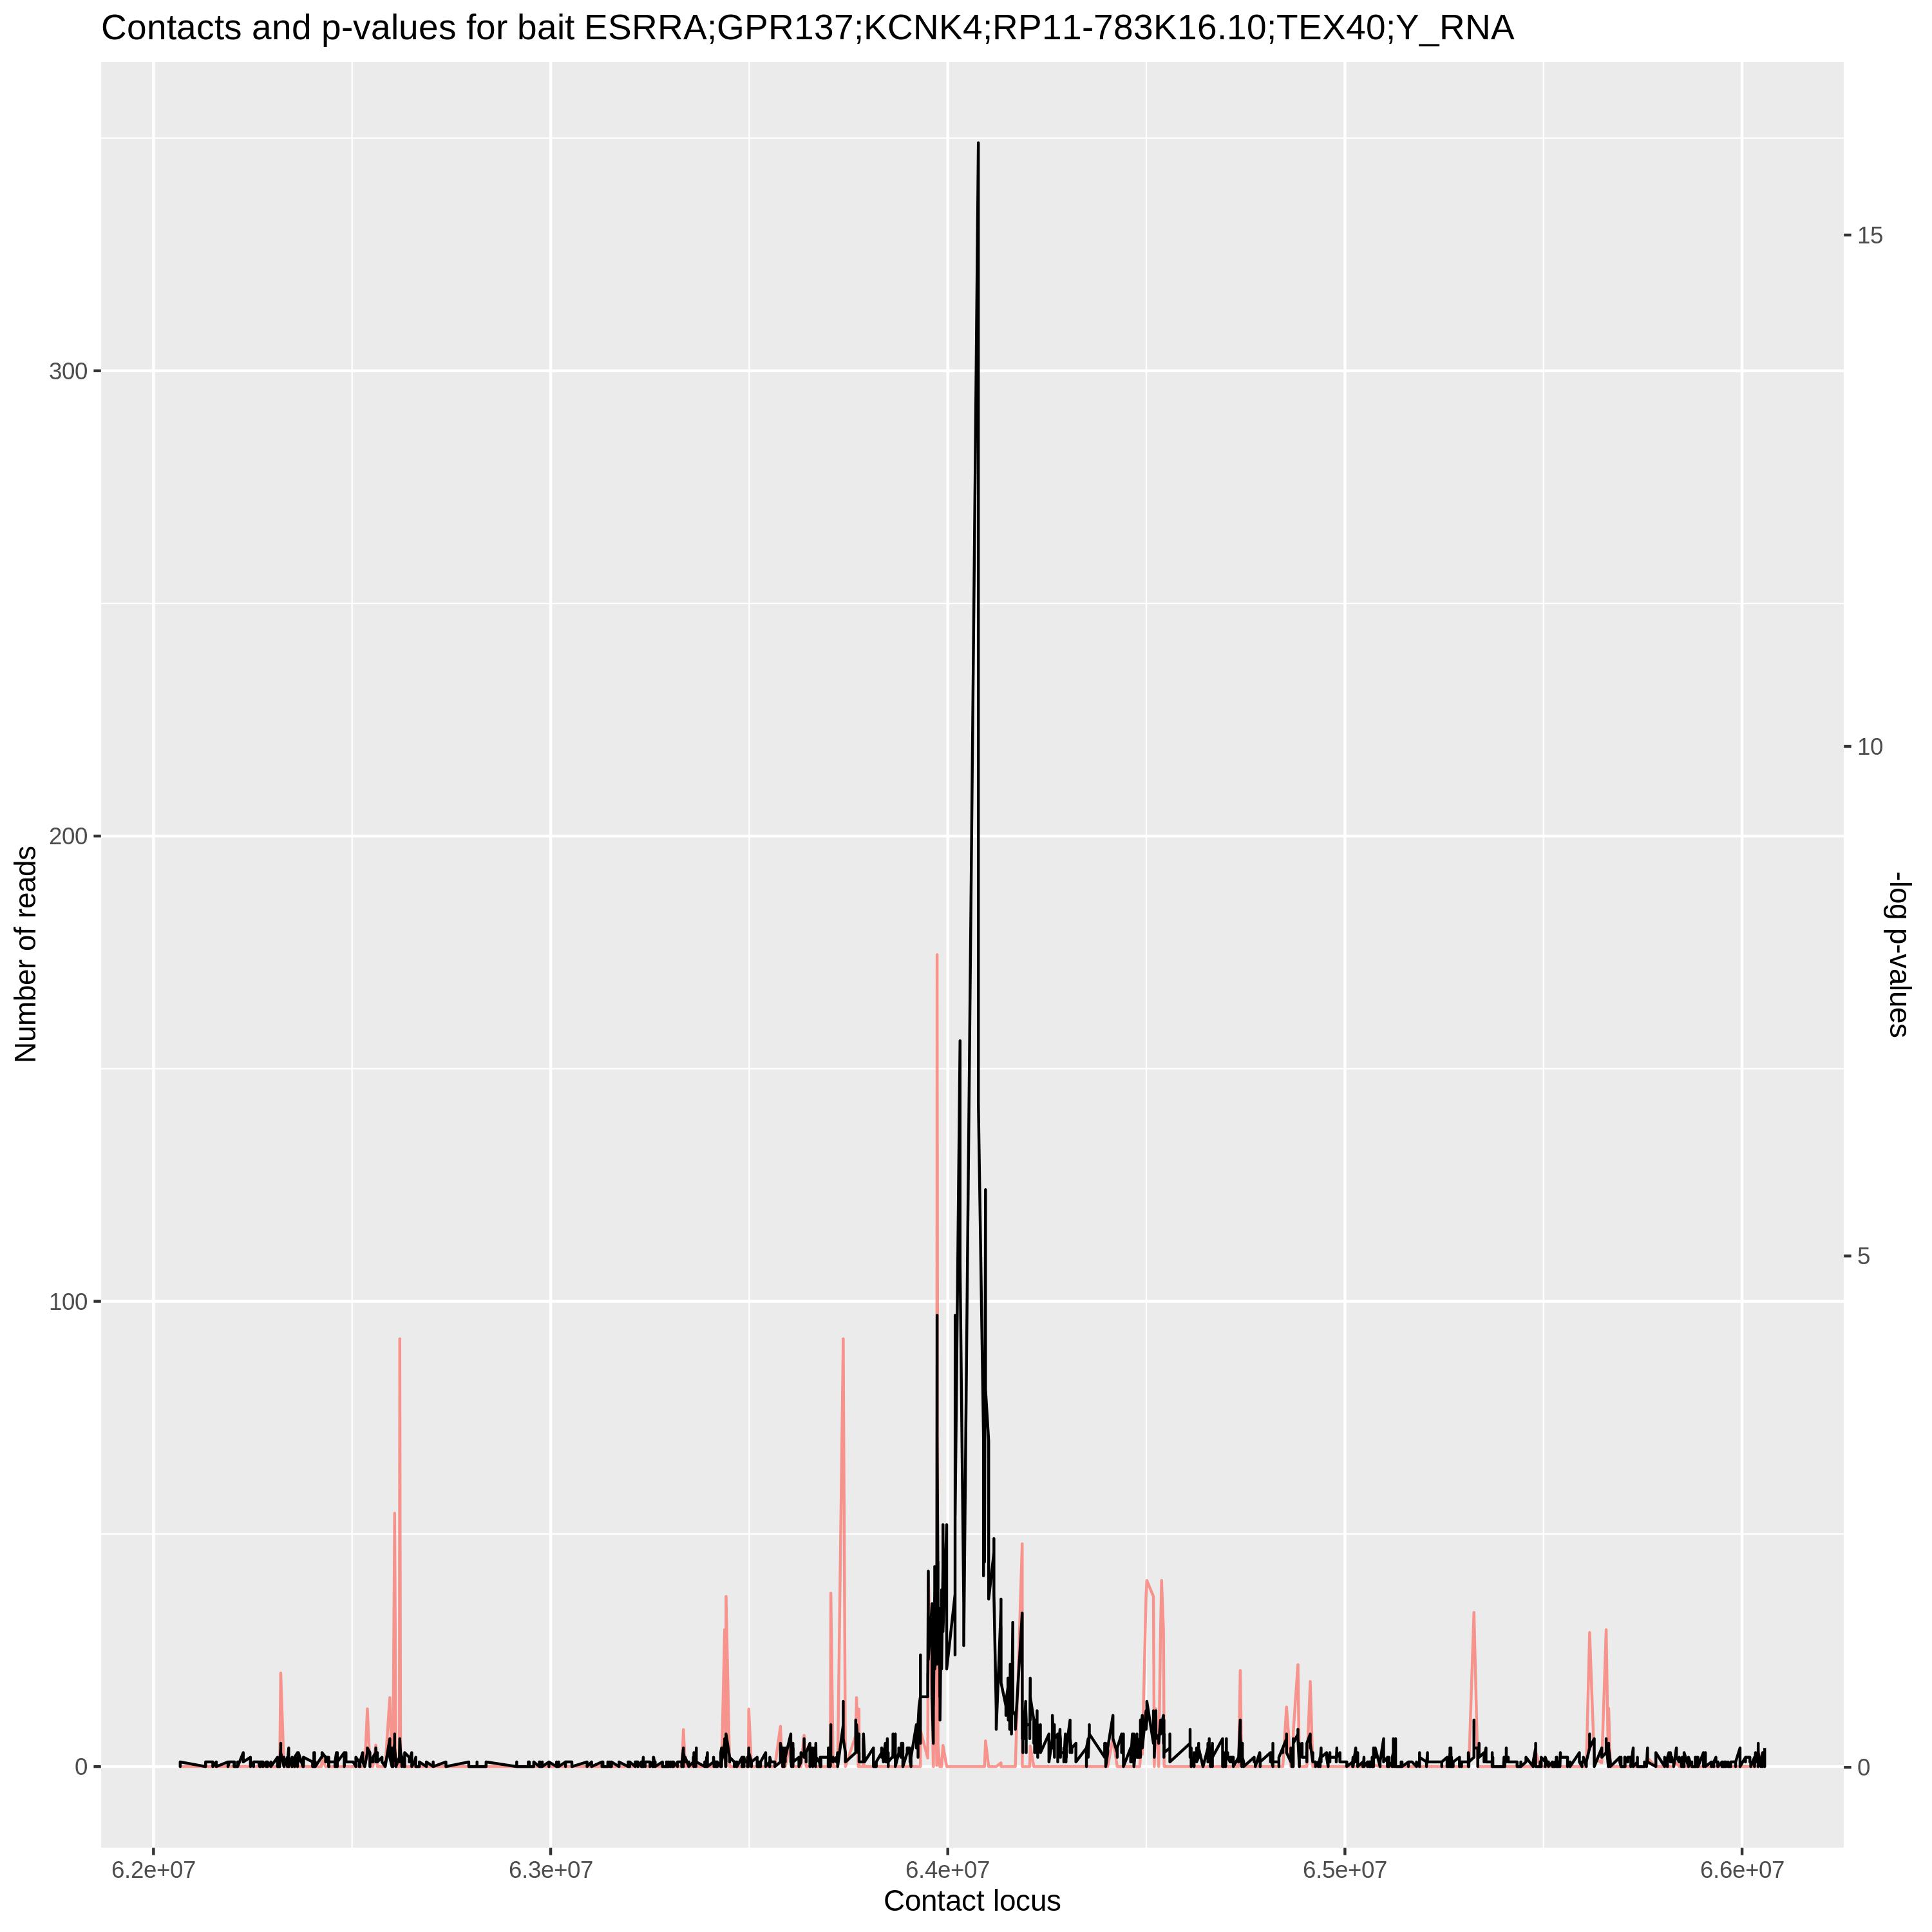 Contacts and p-values for bait ESRRA;GPR137;KCNK4;RP11-783K16.10;TEX40;Y_RNA
Number of reads
300
200
100
0
15
10
5
0
-log p-values
6.2e+07 6.3e+07 6.4e+07 6.5e+07 6.6e+07
Contact locus